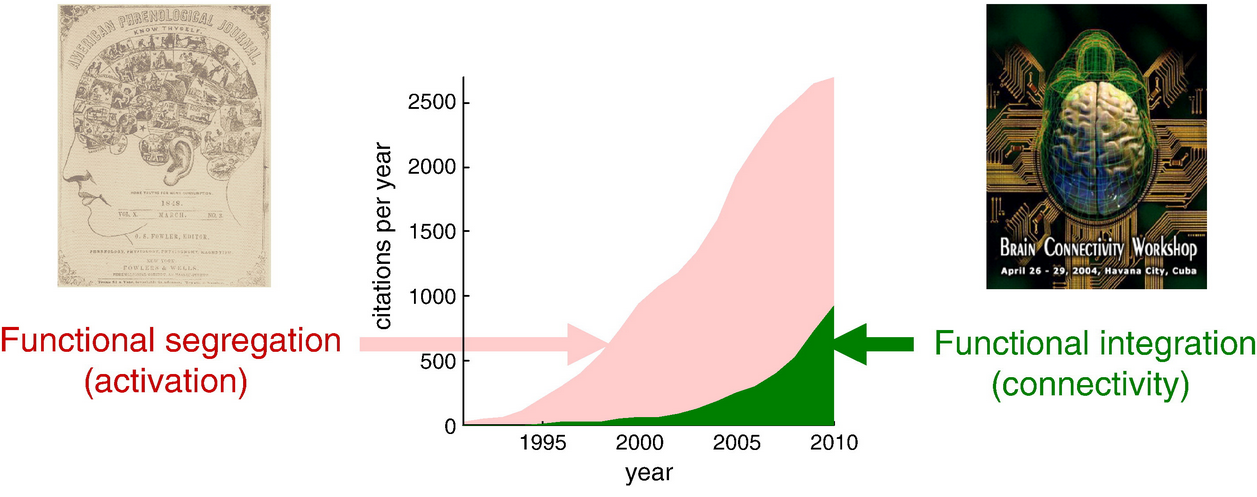 AMERICAN PHRENOLOGICAL JOURNAL.
KNOW THYSELF.
1848.
VOL. X. MARCH. NO. 3.
O. S. FOWLER, EDITOR.
NEW YORK:
FOWLERS & WELLS,
Functional segregation
(activation)
citations per year
2500
2000
1500
1000
500
0
1995
2000
2005
2010
year
BRAIN CONNECTIVITY WORKSHOP
April 26 - 29, 2004, Havana City, Cuba
Functional integration
(connectivity)